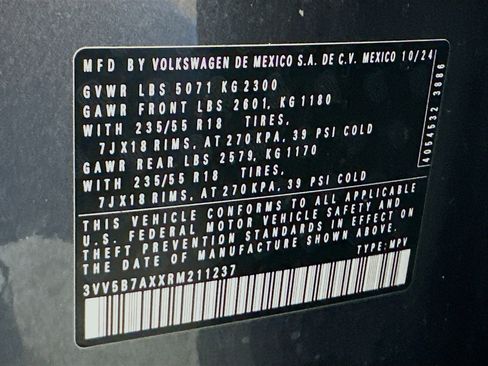 MFD BY VOLKSWAGEN DE MEXICO S.A. DE C.V. MEXICO 10/24
GVWR LBS 5071 KG 2300
GAWR FRONT LBS 2601, KG 1180
WITH 235/55 R18 TIRES,
7JX18 RIMS, AT 270 KPA, 39 PSI COLD
GAWR REAR LBS 2579, KG 1170
WITH 235/55 R18 TIRES,
7JX18 RIMS, AT 270 KPA, 39 PSI COLD
THIS VEHICLE CONFORMS TO ALL APPLICABLE
U.S. FEDERAL MOTOR VEHICLE SAFETY AND
THEFT PREVENTION STANDARDS IN EFFECT ON
THE DATE OF MANUFACTURE SHOWN ABOVE.
TYPE: MPV
3VV5B7AXXRM211237
4054532 3886